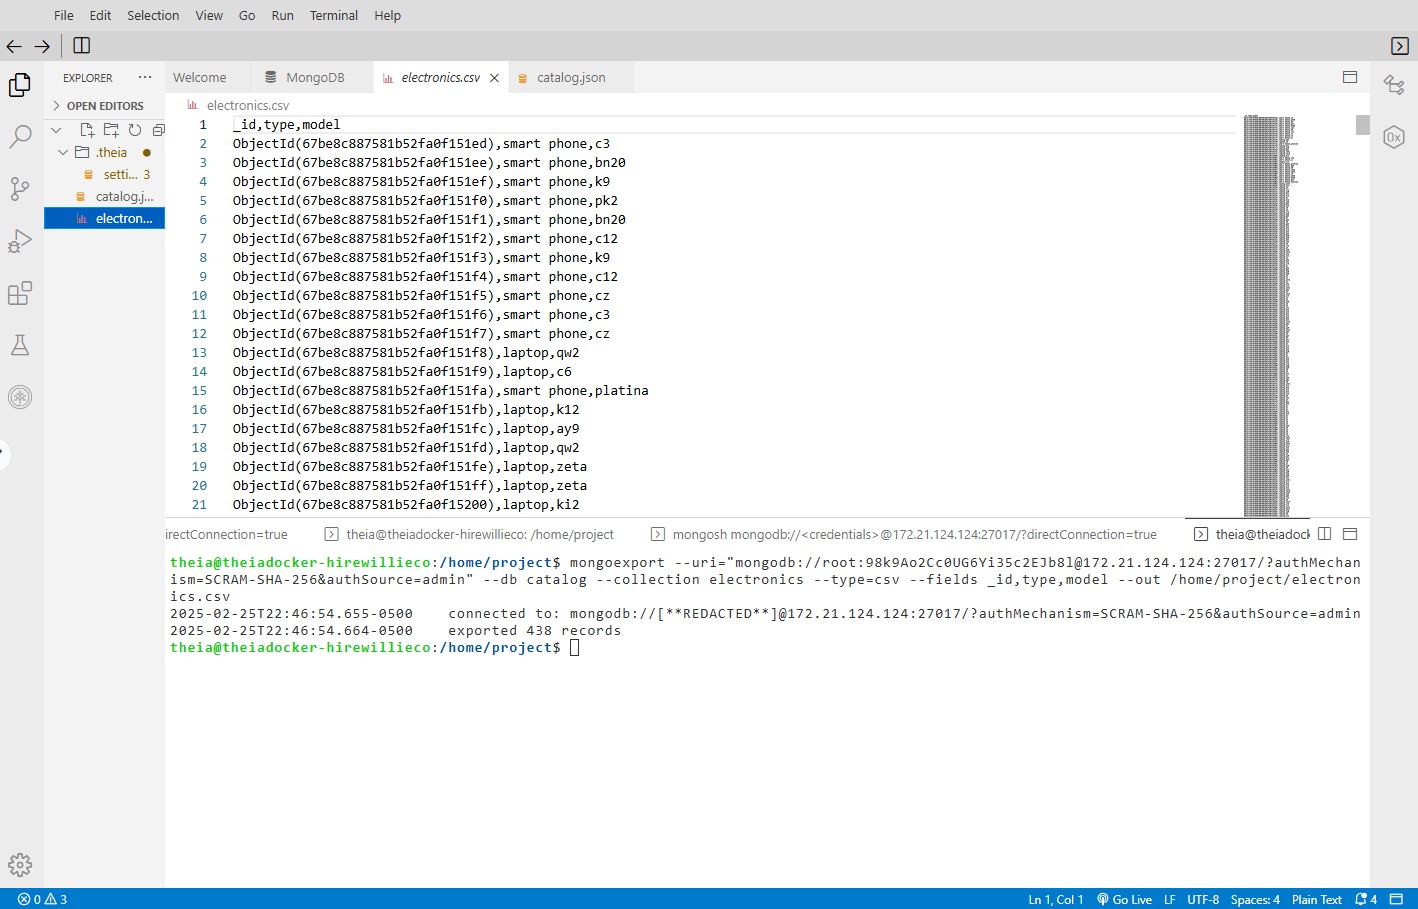 File Edit Selection View Go Run Terminal Help
EXPLORER
OPEN EDITORS
.theia
setti... 3
catalog.j...
electron...
Welcome MongoDB electronics.csv catalog.json
electronics.csv
1 _id,type,model
2 ObjectId(67be8c887581b52fa0f151ed),smart phone,c3
3 ObjectId(67be8c887581b52fa0f151ee),smart phone,bn20
4 ObjectId(67be8c887581b52fa0f151ef),smart phone,k9
5 ObjectId(67be8c887581b52fa0f151f0),smart phone,pk2
6 ObjectId(67be8c887581b52fa0f151f1),smart phone,bn20
7 ObjectId(67be8c887581b52fa0f151f2),smart phone,c12
8 ObjectId(67be8c887581b52fa0f151f3),smart phone,k9
9 ObjectId(67be8c887581b52fa0f151f4),smart phone,c12
10 ObjectId(67be8c887581b52fa0f151f5),smart phone,cz
11 ObjectId(67be8c887581b52fa0f151f6),smart phone,c3
12 ObjectId(67be8c887581b52fa0f151f7),smart phone,cz
13 ObjectId(67be8c887581b52fa0f151f8),laptop,qw2
14 ObjectId(67be8c887581b52fa0f151f9),laptop,c6
15 ObjectId(67be8c887581b52fa0f151fa),smart phone,platina
16 ObjectId(67be8c887581b52fa0f151fb),laptop,k12
17 ObjectId(67be8c887581b52fa0f151fc),laptop,ay9
18 ObjectId(67be8c887581b52fa0f151fd),laptop,qw2
19 ObjectId(67be8c887581b52fa0f151fe),laptop,zeta
20 ObjectId(67be8c887581b52fa0f151ff),laptop,zeta
21 ObjectId(67be8c887581b52fa0f15200),laptop,ki2
irectConnection=true theia@theiadocker-hirewillieco: /home/project mongosh mongodb://<credentials>@172.21.124.124:27017/?directConnection=true theia@theiadock
theia@theiadocker-hirewillieco:/home/project$ mongoexport --uri="mongodb://root:98k9Ao2Cc0UG6Yi35c2EJb8l@172.21.124.124:27017/?authMechan
ism=SCRAM-SHA-256&authSource=admin" --db catalog --collection electronics --type=csv --fields _id,type,model --out /home/project/electron
ics.csv
2025-02-25T22:46:54.655-0500 connected to: mongodb://[**REDACTED**]@172.21.124.124:27017/?authMechanism=SCRAM-SHA-256&authSource=admin
2025-02-25T22:46:54.664-0500 exported 438 records
theia@theiadocker-hirewillieco:/home/project$
0 3 Ln 1, Col 1 Go Live LF UTF-8 Spaces: 4 Plain Text 4
0x